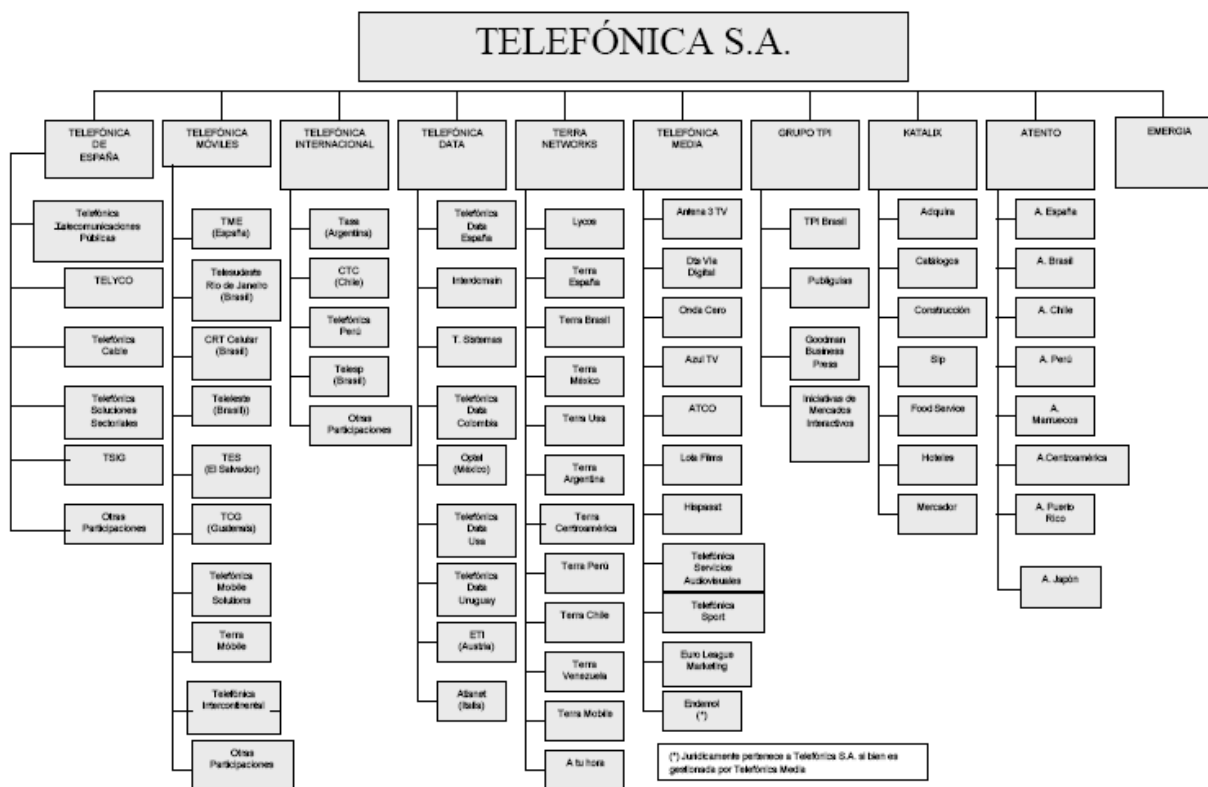 TELEFÓNICA S.A.
TELEFÓNICA
DE
ESPAÑA
Telefónica
Telecomunicaciones
Públicas
TELYCO
Telefónica
Cable
Telefónica
Soluciones
Sectoriales
TSIG
Otras
Participaciones
TELEFÓNICA
MÓVILES
TME
(España)
Telesudeste
Rio de Janeiro
(Brasil)
CRT Celular
(Brasil)
Teleleste
(Brasil))
TES
(El Salvador)
TCG
(Guatemala)
Telefónica
Mobile
Solutions
Terra
Móbile
Telefónica
Intercontinental
Otras
Participaciones
TELEFÓNICA
INTERNACIONAL
Tasa
(Argentina)
CTC
(Chile)
Telefónica
Perú
Telesp
(Brasil)
Otras
Participaciones
TELEFÓNICA
DATA
Telefónica
Data
España
Interdomain
T. Sistemas
Telefónica
Data
Colombia
Optel
(México)
Telefónica
Data
Usa
Telefónica
Data
Uruguay
ETI
(Austria)
Atlanet
(Italia)
TERRA
NETWORKS
Lycos
Terra
España
Terra Brasil
Terra
México
Terra Usa
Terra
Argentina
Terra
Centroamérica
Terra Perú
Terra Chile
Terra
Venezuela
Terra Mobile
A tu hora
TELEFÓNICA
MEDIA
Antena 3 TV
Dts Vía
Digital
Onda Cero
Azul TV
ATCO
Lola Films
Hispasat
Telefónica
Servicios
Audiovisuales
Telefónica
Sport
Euro League
Marketing
Endemol
(*)
GRUPO TPI
TPI Brasil
Publiguías
Goodman
Business
Press
Iniciativas de
Mercados
Interactivos
KATALIX
Adquira
Catálogos
Construcción
Sip
Food Service
Hoteles
Mercador
ATENTO
A. España
A. Brasil
A. Chile
A. Perú
A.
Marruecos
A.Centroamérica
A. Puerto
Rico
A. Japón
EMERGIA
(*) Jurídicamente pertenece a Telefónica S.A. si bien es
gestionada por Telefónica Media